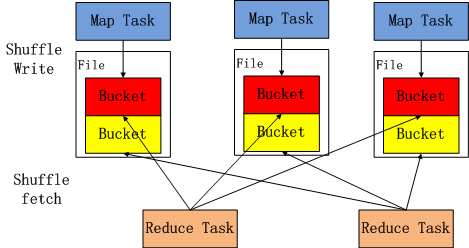 Map Task
Map Task
Map Task
Shuffle
Write
File
File
File
Bucket
Bucket
Bucket
Bucket
Bucket
Bucket
Shuffle
fetch
Reduce Task
Reduce Task